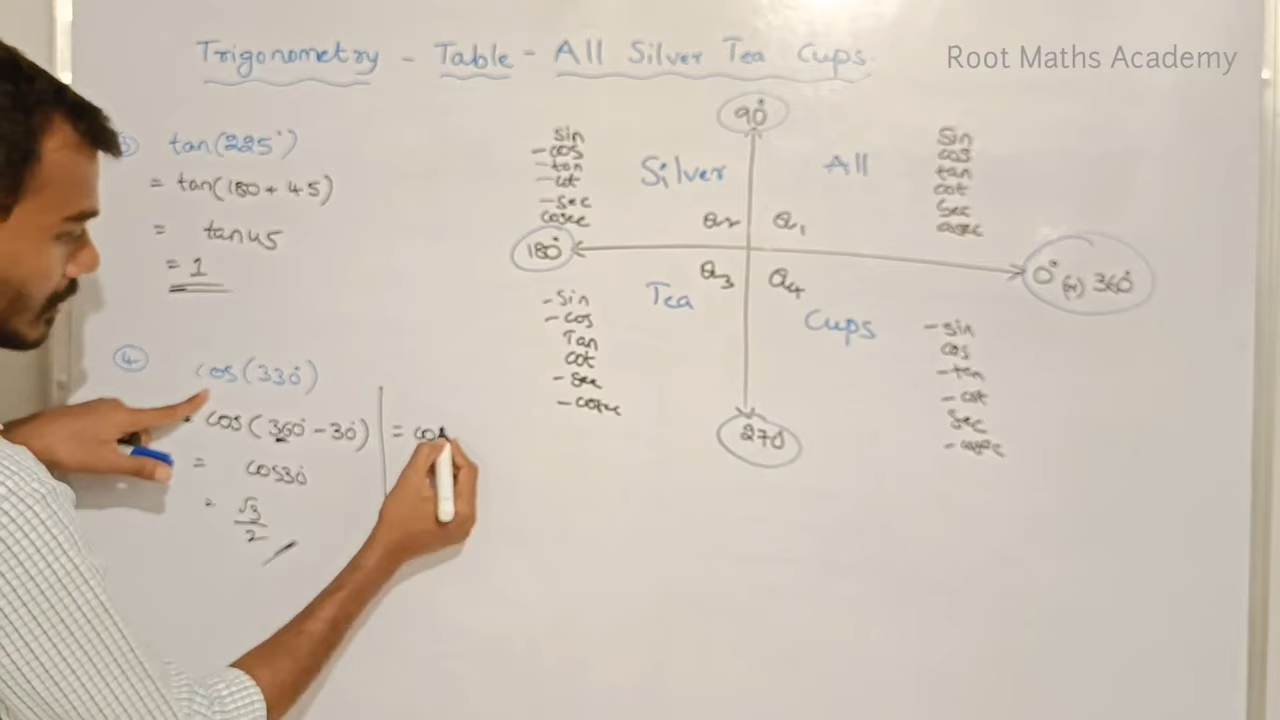 Trigonometry - Table - All Silver Tea Cups.
Root Maths Academy
tan(225°)
= tan(180 + 45)
= tan45
= 1
④ cos(330°)
= cos(360° - 30°)
= cos30°
= √3/2
= cos
90°
sin
-cos
-tan
-cot
-sec
cosec
Silver
All
sin
cos
tan
cot
sec
cosec
Q2
Q1
180°
0° (or) 360°
Q3
Q4
-sin
-cos
Tan
cot
-sec
-cosec
Tea
Cups
-sin
cos
-tan
-cot
sec
-cosec
270°